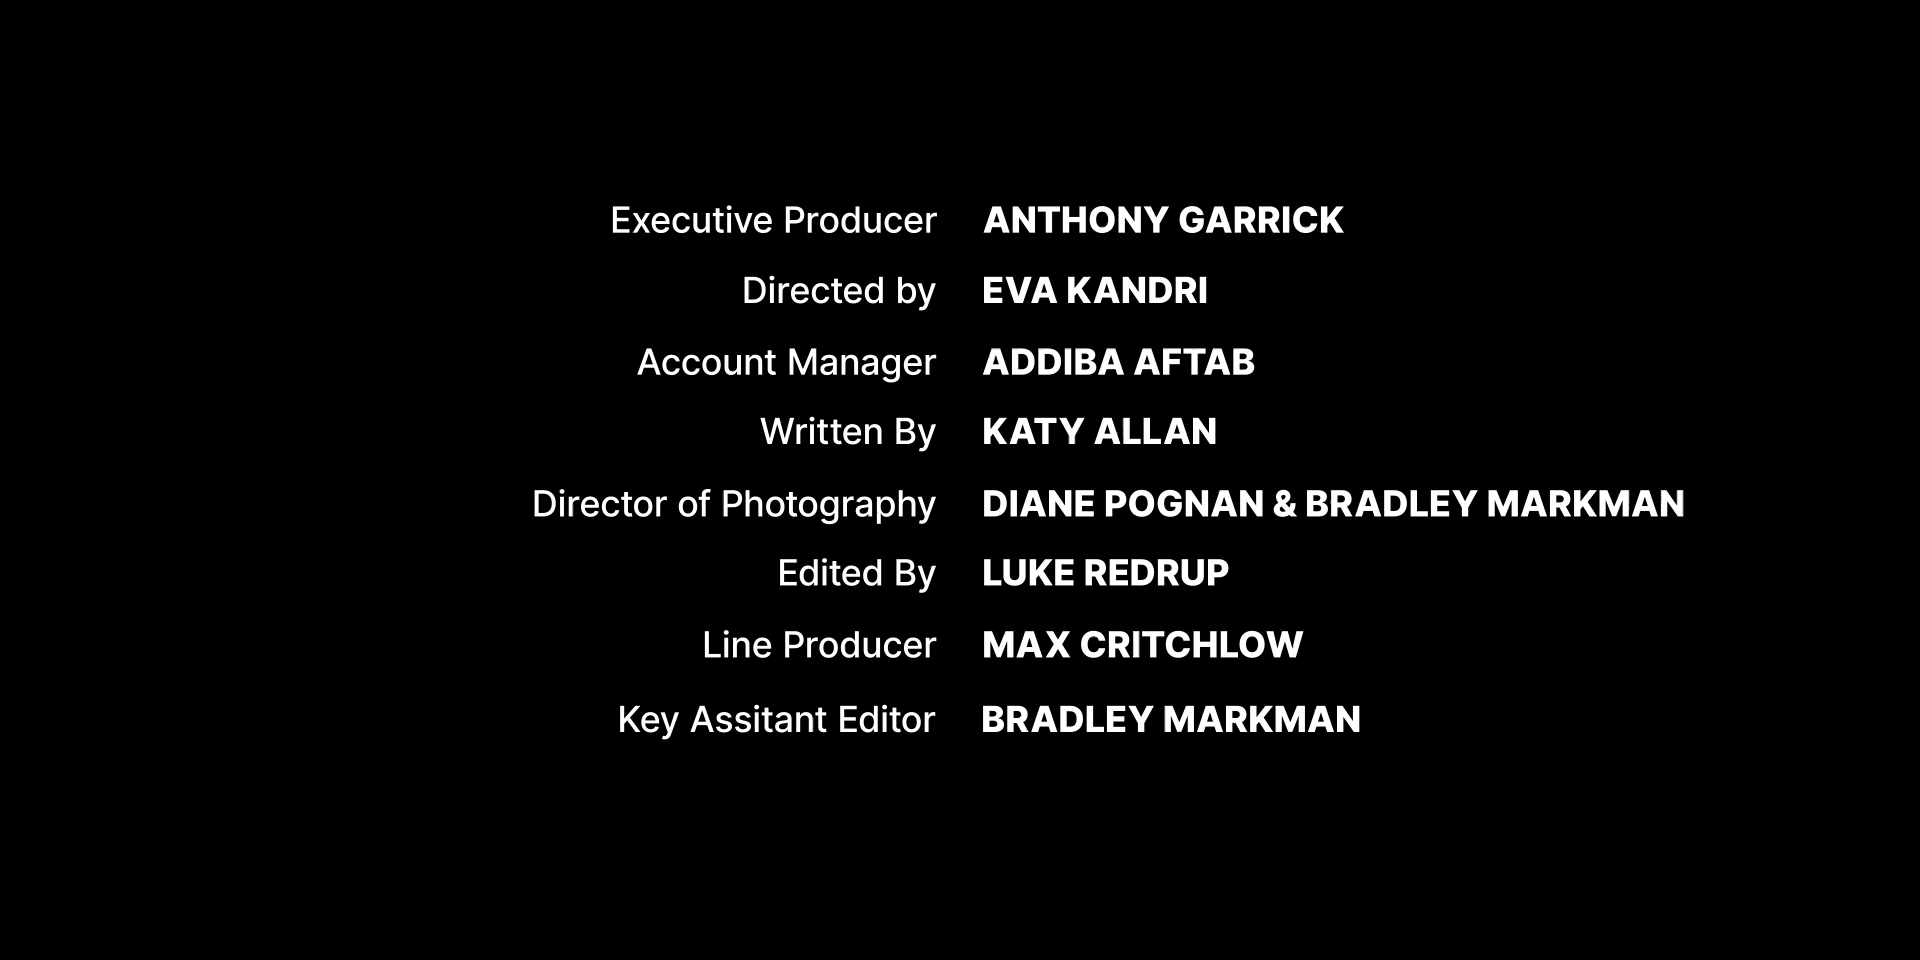 Executive Producer ANTHONY GARRICK
Directed by EVA KANDRI
Account Manager ADDIBA AFTAB
Written By KATY ALLAN
Director of Photography DIANE POGNAN & BRADLEY MARKMAN
Edited By LUKE REDRUP
Line Producer MAX CRITCHLOW
Key Assitant Editor BRADLEY MARKMAN